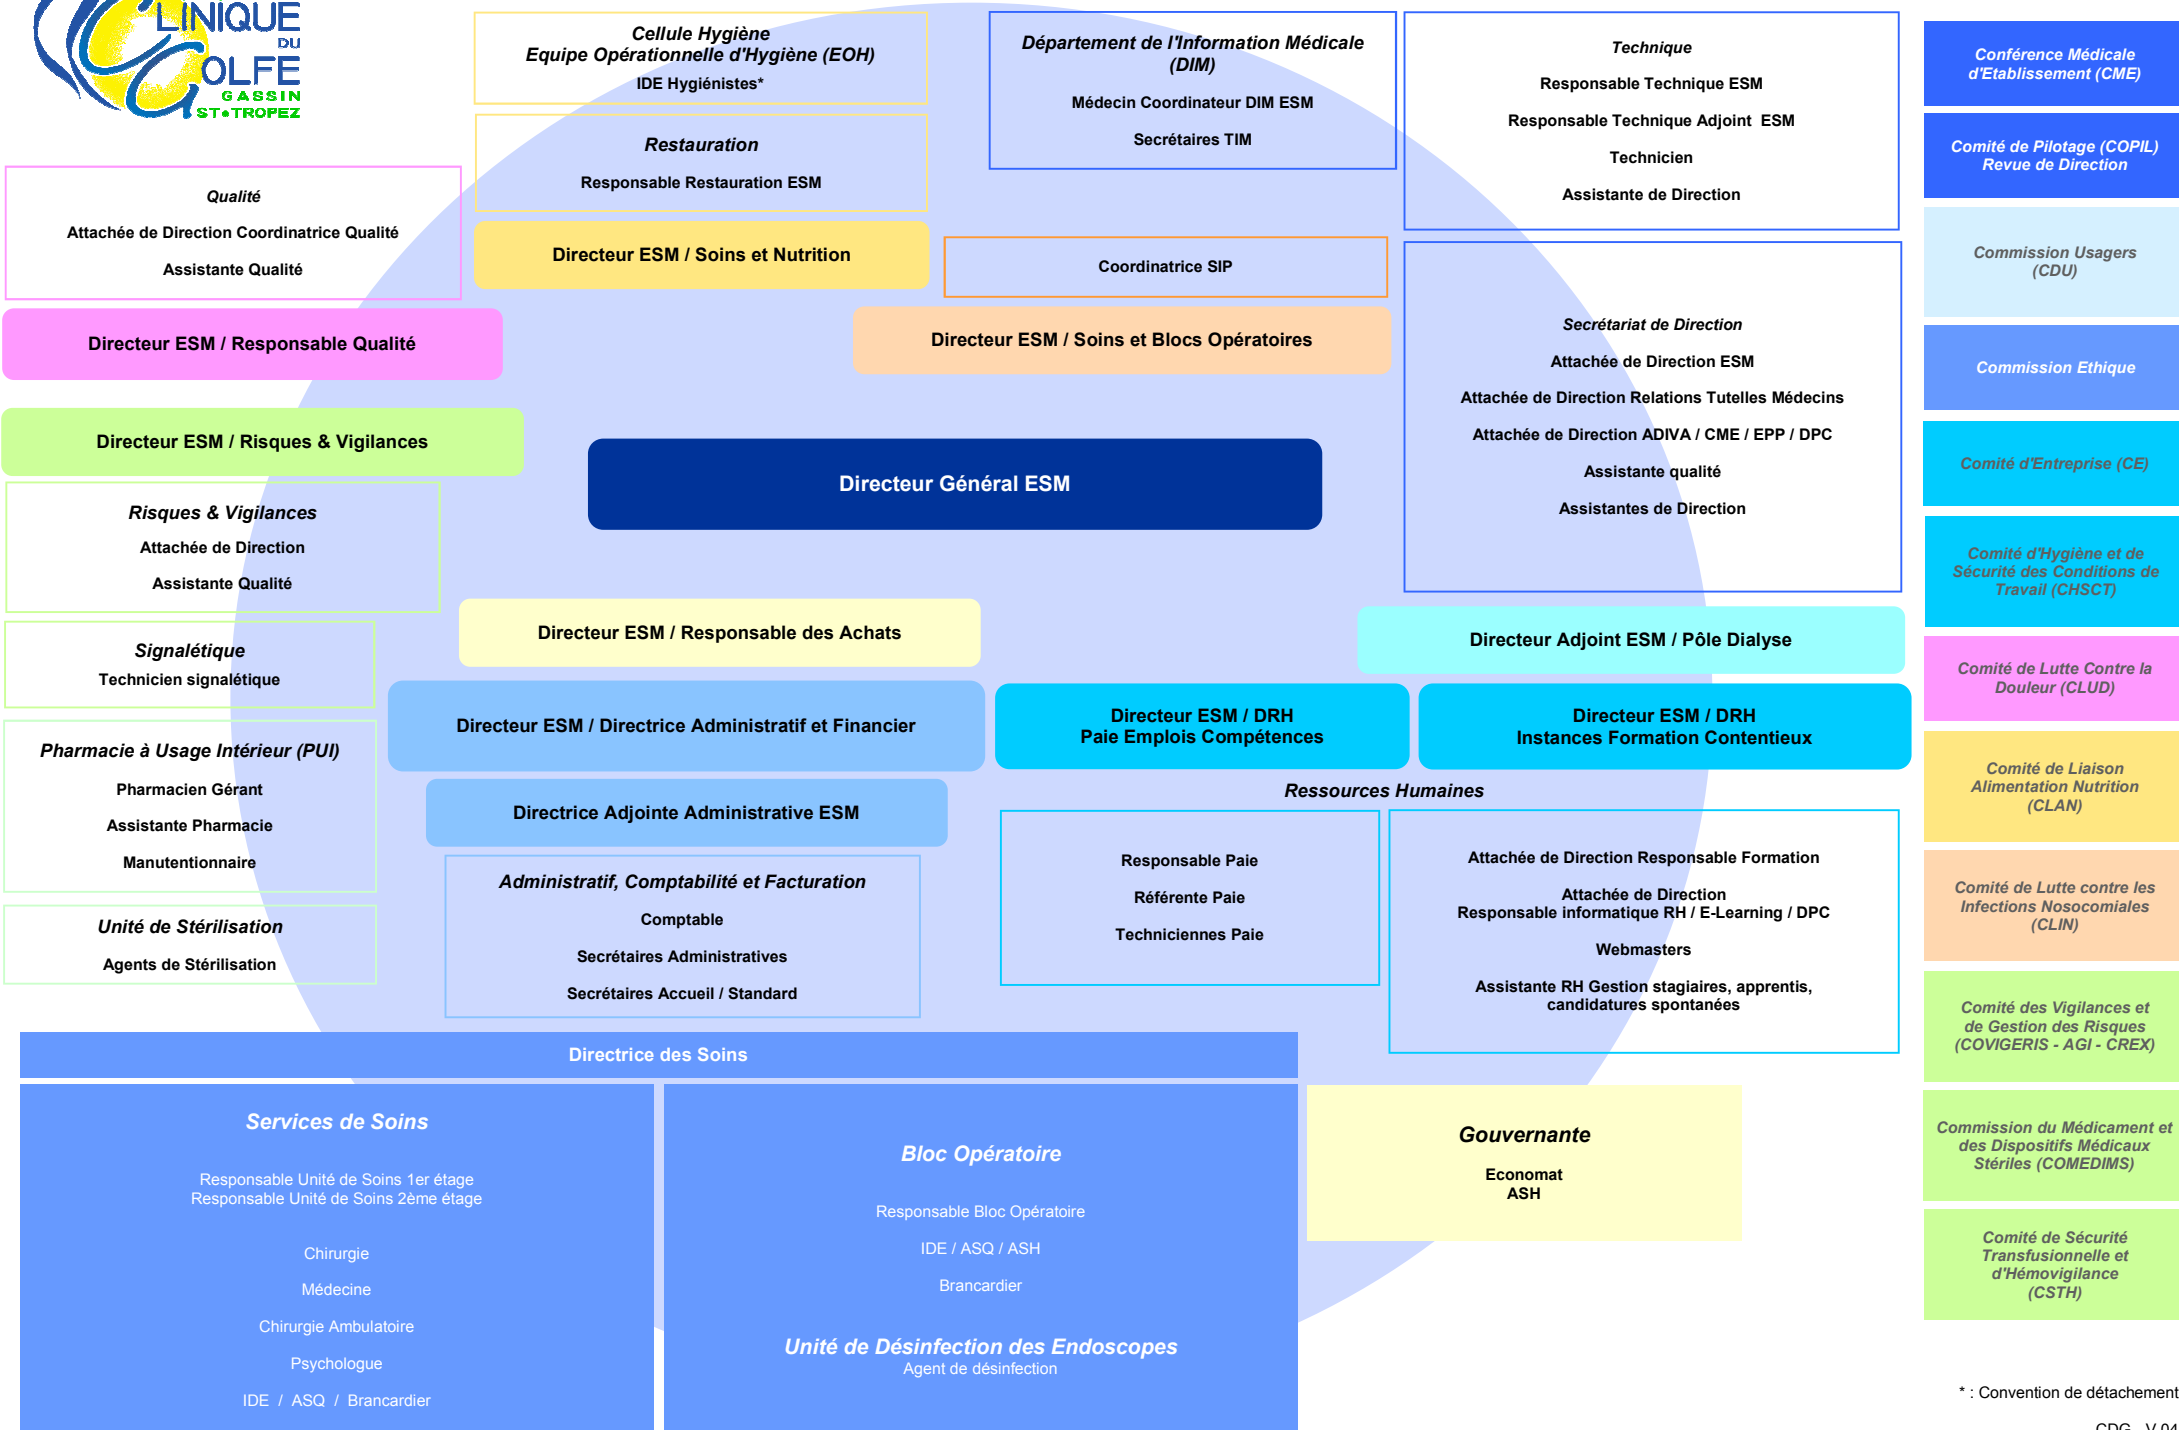 CLINIQUE
DU
GOLFE
GASSIN
ST•TROPEZ
Cellule Hygiène
Equipe Opérationnelle d'Hygiène (EOH)
IDE Hygiénistes*
Restauration
Responsable Restauration ESM
Directeur ESM / Soins et Nutrition
Département de l'Information Médicale
(DIM)
Médecin Coordinateur DIM ESM
Secrétaires TIM
Coordinatrice SIP
Directeur ESM / Soins et Blocs Opératoires
Technique
Responsable Technique ESM
Responsable Technique Adjoint ESM
Technicien
Assistante de Direction
Secrétariat de Direction
Attachée de Direction ESM
Attachée de Direction Relations Tutelles Médecins
Attachée de Direction ADIVA / CME / EPP / DPC
Assistante qualité
Assistantes de Direction
Qualité
Attachée de Direction Coordinatrice Qualité
Assistante Qualité
Directeur ESM / Responsable Qualité
Directeur ESM / Risques & Vigilances
Risques & Vigilances
Attachée de Direction
Assistante Qualité
Signalétique
Technicien signalétique
Pharmacie à Usage Intérieur (PUI)
Pharmacien Gérant
Assistante Pharmacie
Manutentionnaire
Unité de Stérilisation
Agents de Stérilisation
Directeur Général ESM
Directeur ESM / Responsable des Achats
Directeur ESM / Directrice Administratif et Financier
Directrice Adjointe Administrative ESM
Administratif, Comptabilité et Facturation
Comptable
Secrétaires Administratives
Secrétaires Accueil / Standard
Directeur Adjoint ESM / Pôle Dialyse
Directeur ESM / DRH
Paie Emplois Compétences
Directeur ESM / DRH
Instances Formation Contentieux
Ressources Humaines
Responsable Paie
Référente Paie
Techniciennes Paie
Attachée de Direction Responsable Formation
Attachée de Direction
Responsable informatique RH / E-Learning / DPC
Webmasters
Assistante RH Gestion stagiaires, apprentis,
candidatures spontanées
Directrice des Soins
Services de Soins
Responsable Unité de Soins 1er étage
Responsable Unité de Soins 2ème étage
Chirurgie
Médecine
Chirurgie Ambulatoire
Psychologue
IDE / ASQ / Brancardier
Bloc Opératoire
Responsable Bloc Opératoire
IDE / ASQ / ASH
Brancardier
Unité de Désinfection des Endoscopes
Agent de désinfection
Gouvernante
Economat
ASH
Conférence Médicale
d'Etablissement (CME)
Comité de Pilotage (COPIL)
Revue de Direction
Commission Usagers
(CDU)
Commission Ethique
Comité d'Entreprise (CE)
Comité d'Hygiène et de
Sécurité des Conditions de
Travail (CHSCT)
Comité de Lutte Contre la
Douleur (CLUD)
Comité de Liaison
Alimentation Nutrition
(CLAN)
Comité de Lutte contre les
Infections Nosocomiales
(CLIN)
Comité des Vigilances et
de Gestion des Risques
(COVIGERIS - AGI - CREX)
Commission du Médicament et
des Dispositifs Médicaux
Stériles (COMEDIMS)
Comité de Sécurité
Transfusionnelle et
d'Hémovigilance
(CSTH)
* : Convention de détachement
CDG - V 04